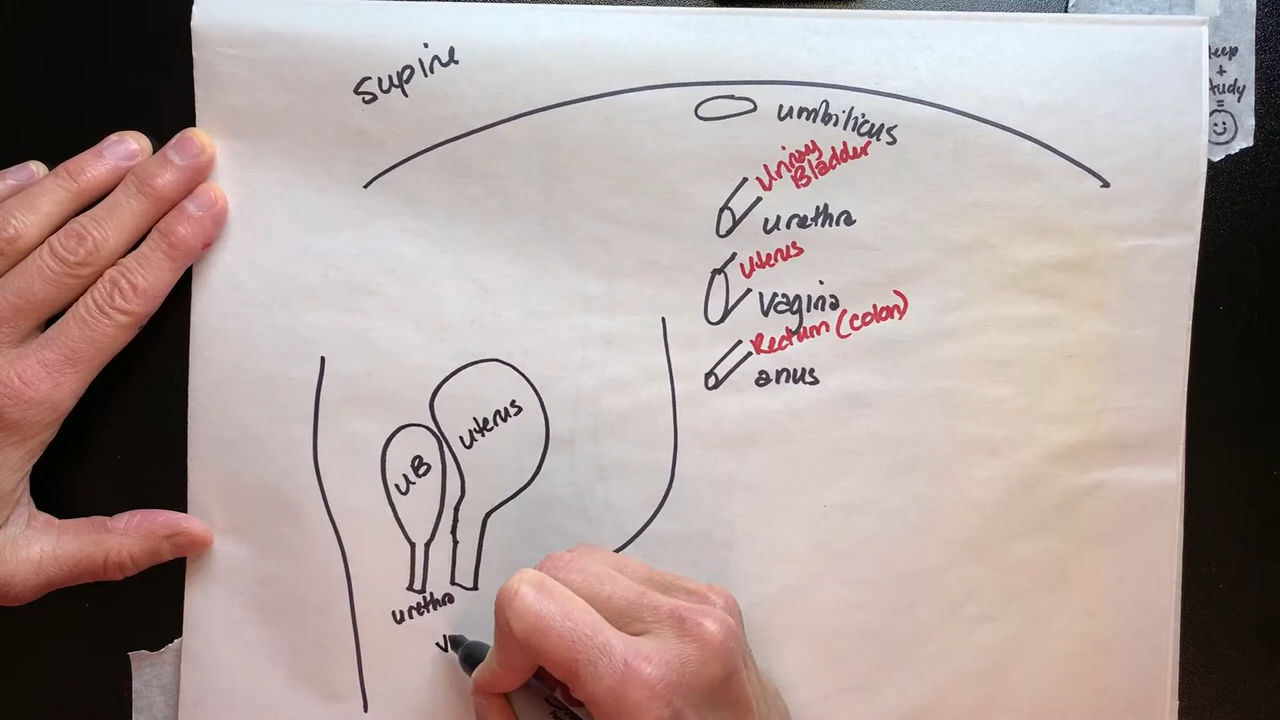 supine
umbilicus
Urinary
Bladder
urethra
uterus
vagina
Rectum (colon)
anus
uterus
UB
urethra
v
+
=